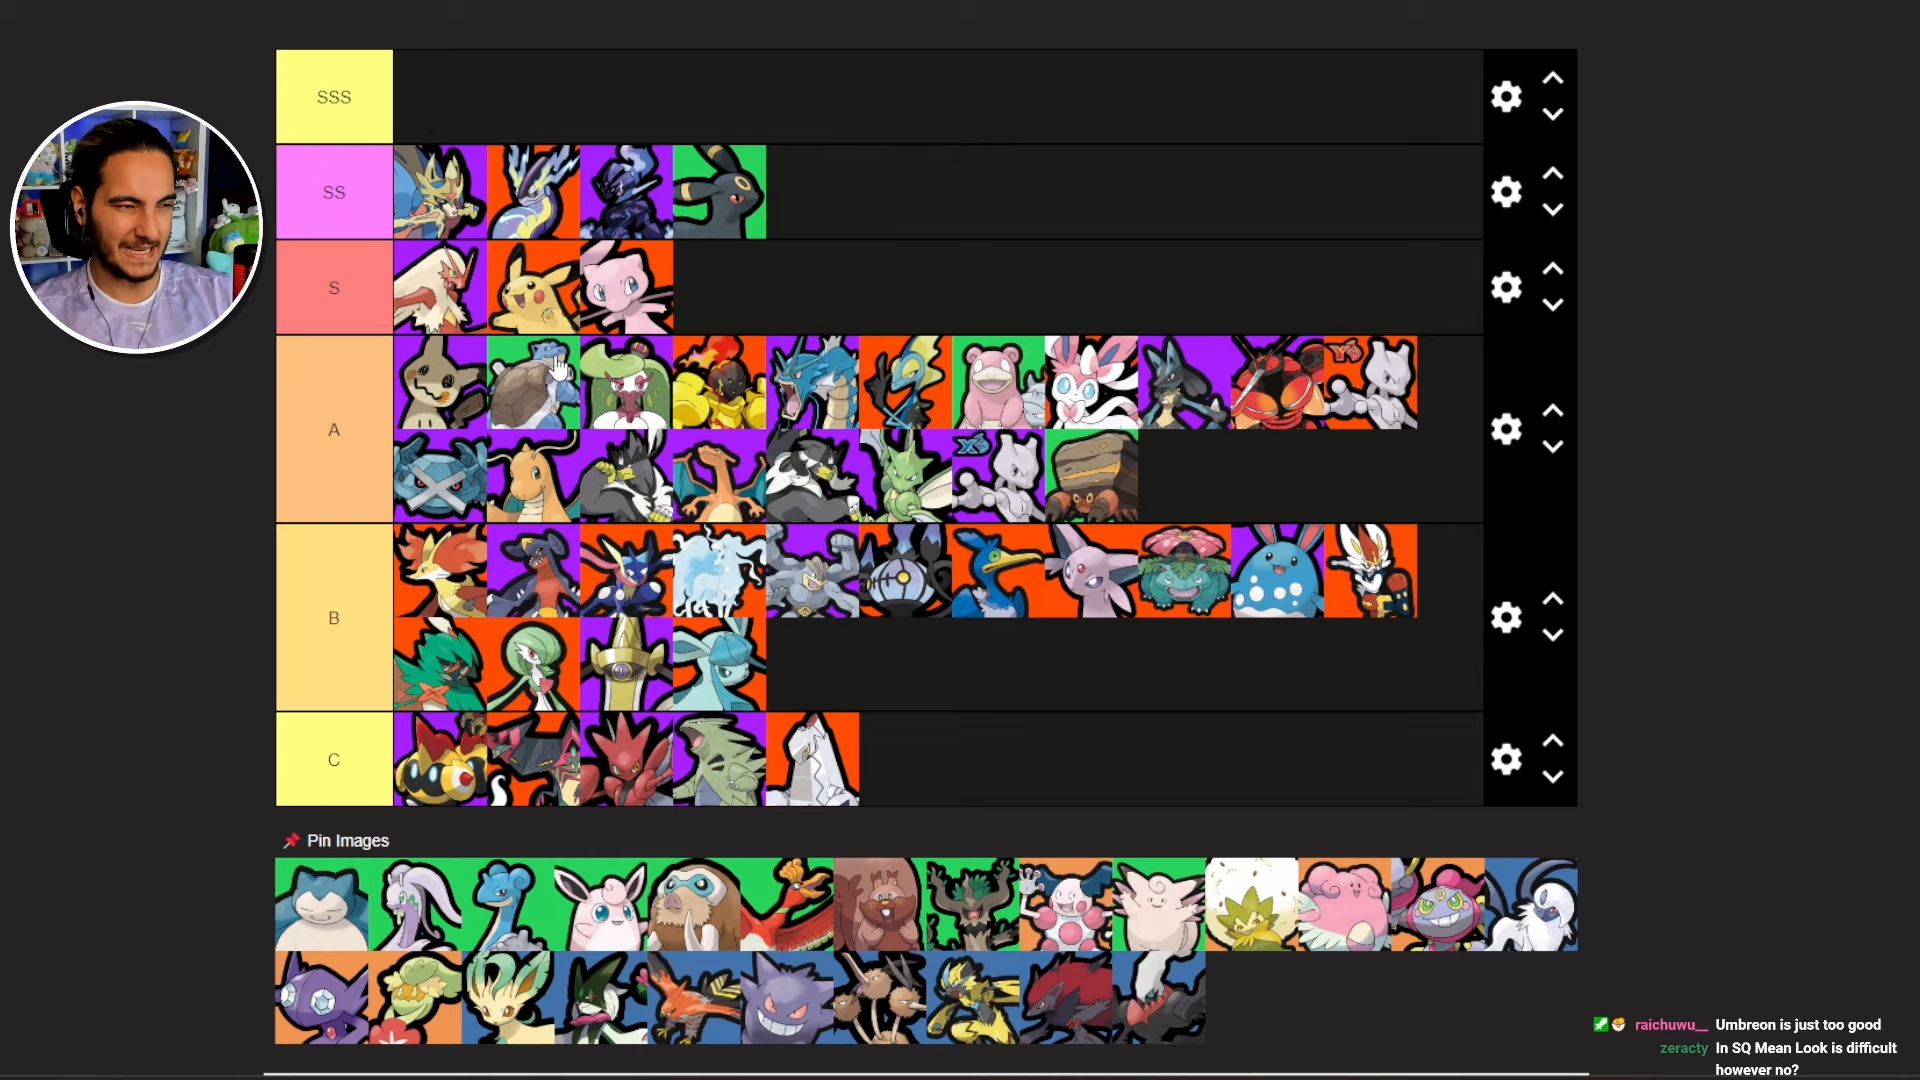 SSS
SS
S
A
B
C
Y
X
Pin Images
raichuwu__ Umbreon is just too good
zeracty In SQ Mean Look is difficult
however no?